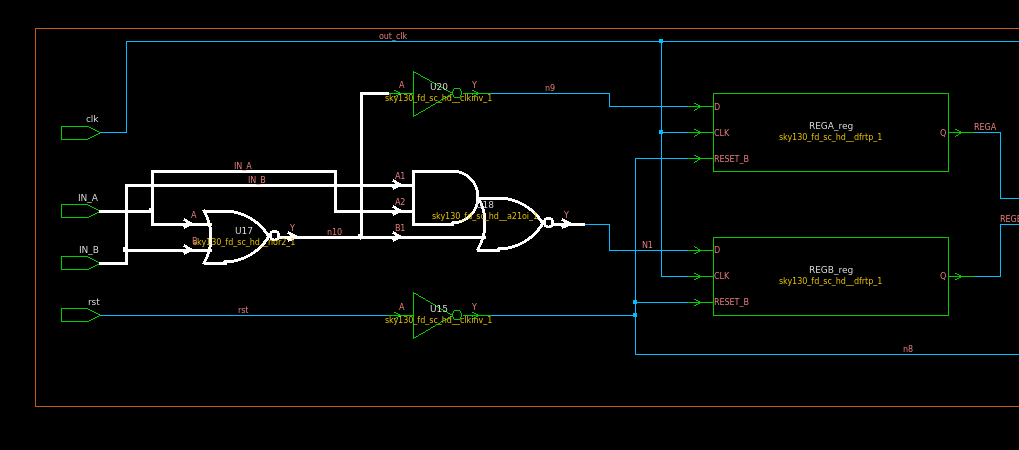 out_clk
A
U20
Y
sky130_fd_sc_hd__clkinv_1
n9
D
clk
REGA_reg
CLK
sky130_fd_sc_hd__dfrtp_1
Q
REGA
RESET_B
IN_A
IN_B
A1
IN_A
A2
U18
sky130_fd_sc_hd__a21oi_1
Y
A
U17
Y
n10
B1
sky130_fd_sc_hd__nor2_1
B
IN_B
N1
D
REGB
REGB_reg
CLK
sky130_fd_sc_hd__dfrtp_1
Q
RESET_B
rst
rst
A
U15
Y
sky130_fd_sc_hd__clkinv_1
n8